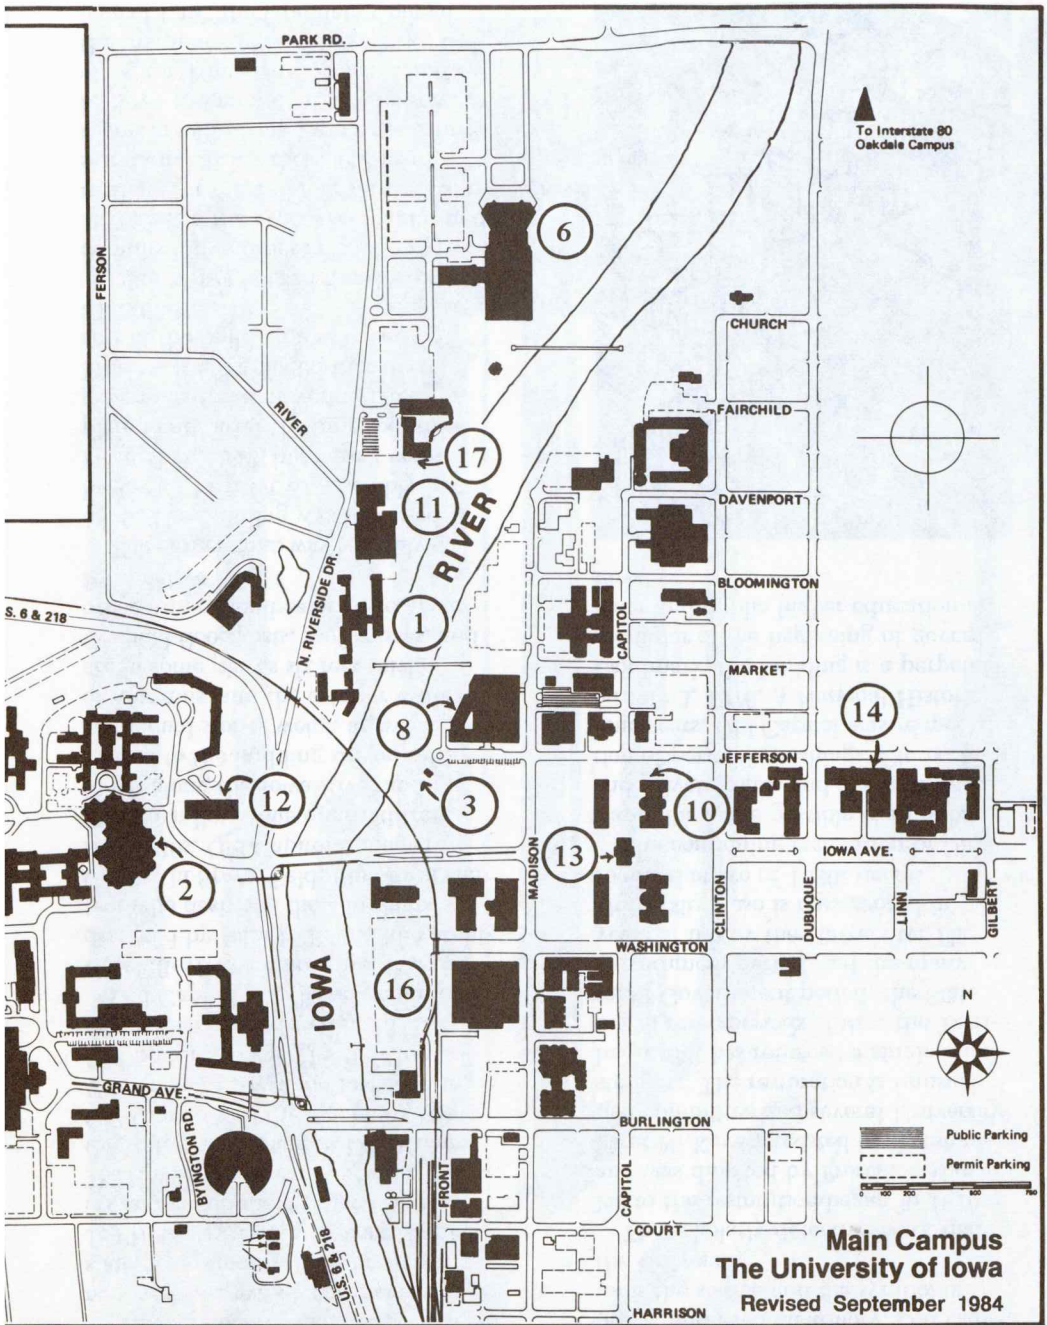 PARK RD.
To Interstate 80
Oakdale Campus
6
FERSON
CHURCH
RIVER
FAIRCHILD
17
11
DAVENPORT
RIVER
N. RIVERSIDE DR.
BLOOMINGTON
S. 6 & 218
1
CAPITOL
MARKET
14
8
JEFFERSON
12
3
10
13
IOWA AVE.
2
MADISON
CLINTON
DUBUQUE
LINN
GILBERT
WASHINGTON
IOWA
16
N
GRAND AVE.
BURLINGTON
Public Parking
Permit Parking
BYINGTON RD.
FRONT
CAPITOL
COURT
U.S. 6 & 218
Main Campus
The University of Iowa
Revised September 1984
HARRISON